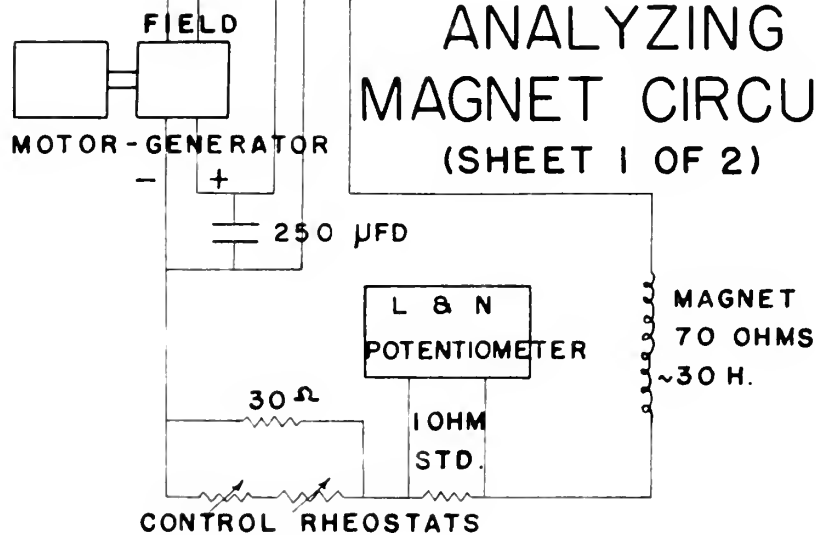 FIELD
ANALYZING
MAGNET CIRCU
(SHEET 1 OF 2)
MOTOR-GENERATOR
- +
250 µFD
L & N
POTENTIOMETER
MAGNET
70 OHMS
~30 H.
30 Ω
1 OHM
STD.
CONTROL RHEOSTATS